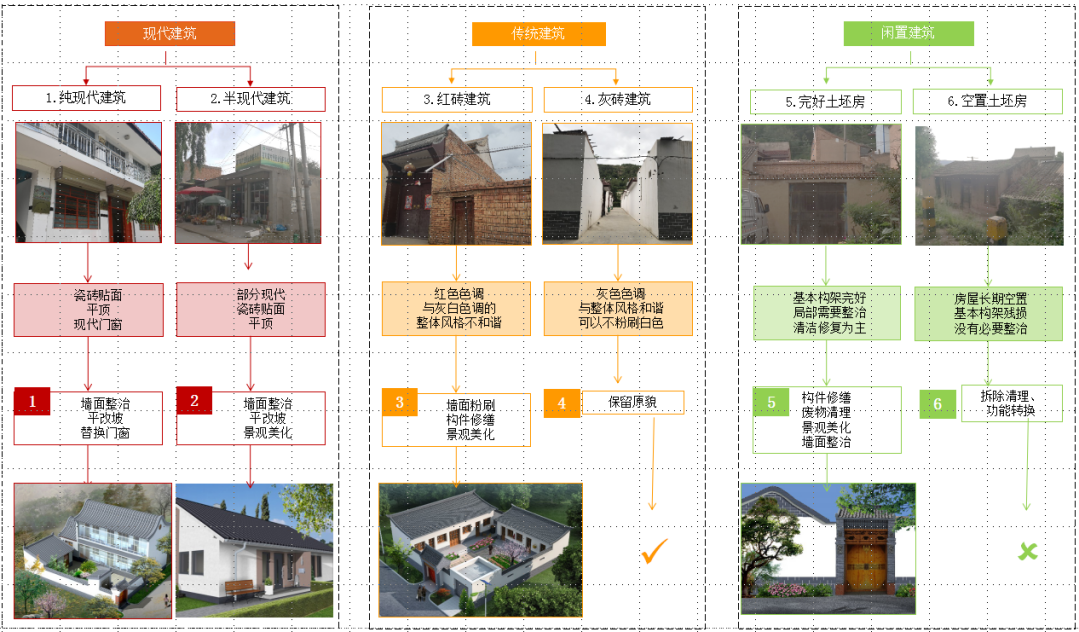 现代建筑
1.纯现代建筑
2.半现代建筑
瓷砖贴面
平顶
现代门窗
部分现代
瓷砖贴面
平顶
1
墙面整治
平改坡
替换门窗
2
墙面整治
平改坡
景观美化
传统建筑
3.红砖建筑
4.灰砖建筑
红色色调
与灰白色调的
整体风格不和谐
灰色色调
与整体风格和谐
可以不粉刷白色
3
墙面粉刷
构件修缮
景观美化
4
保留原貌
闲置建筑
5.完好土坯房
6.空置土坯房
基本构架完好
局部需要整治
清洁修复为主
房屋长期空置
基本构架残损
没有必要整治
5
构件修缮
废物清理
景观美化
墙面整治
6
拆除清理、
功能转换